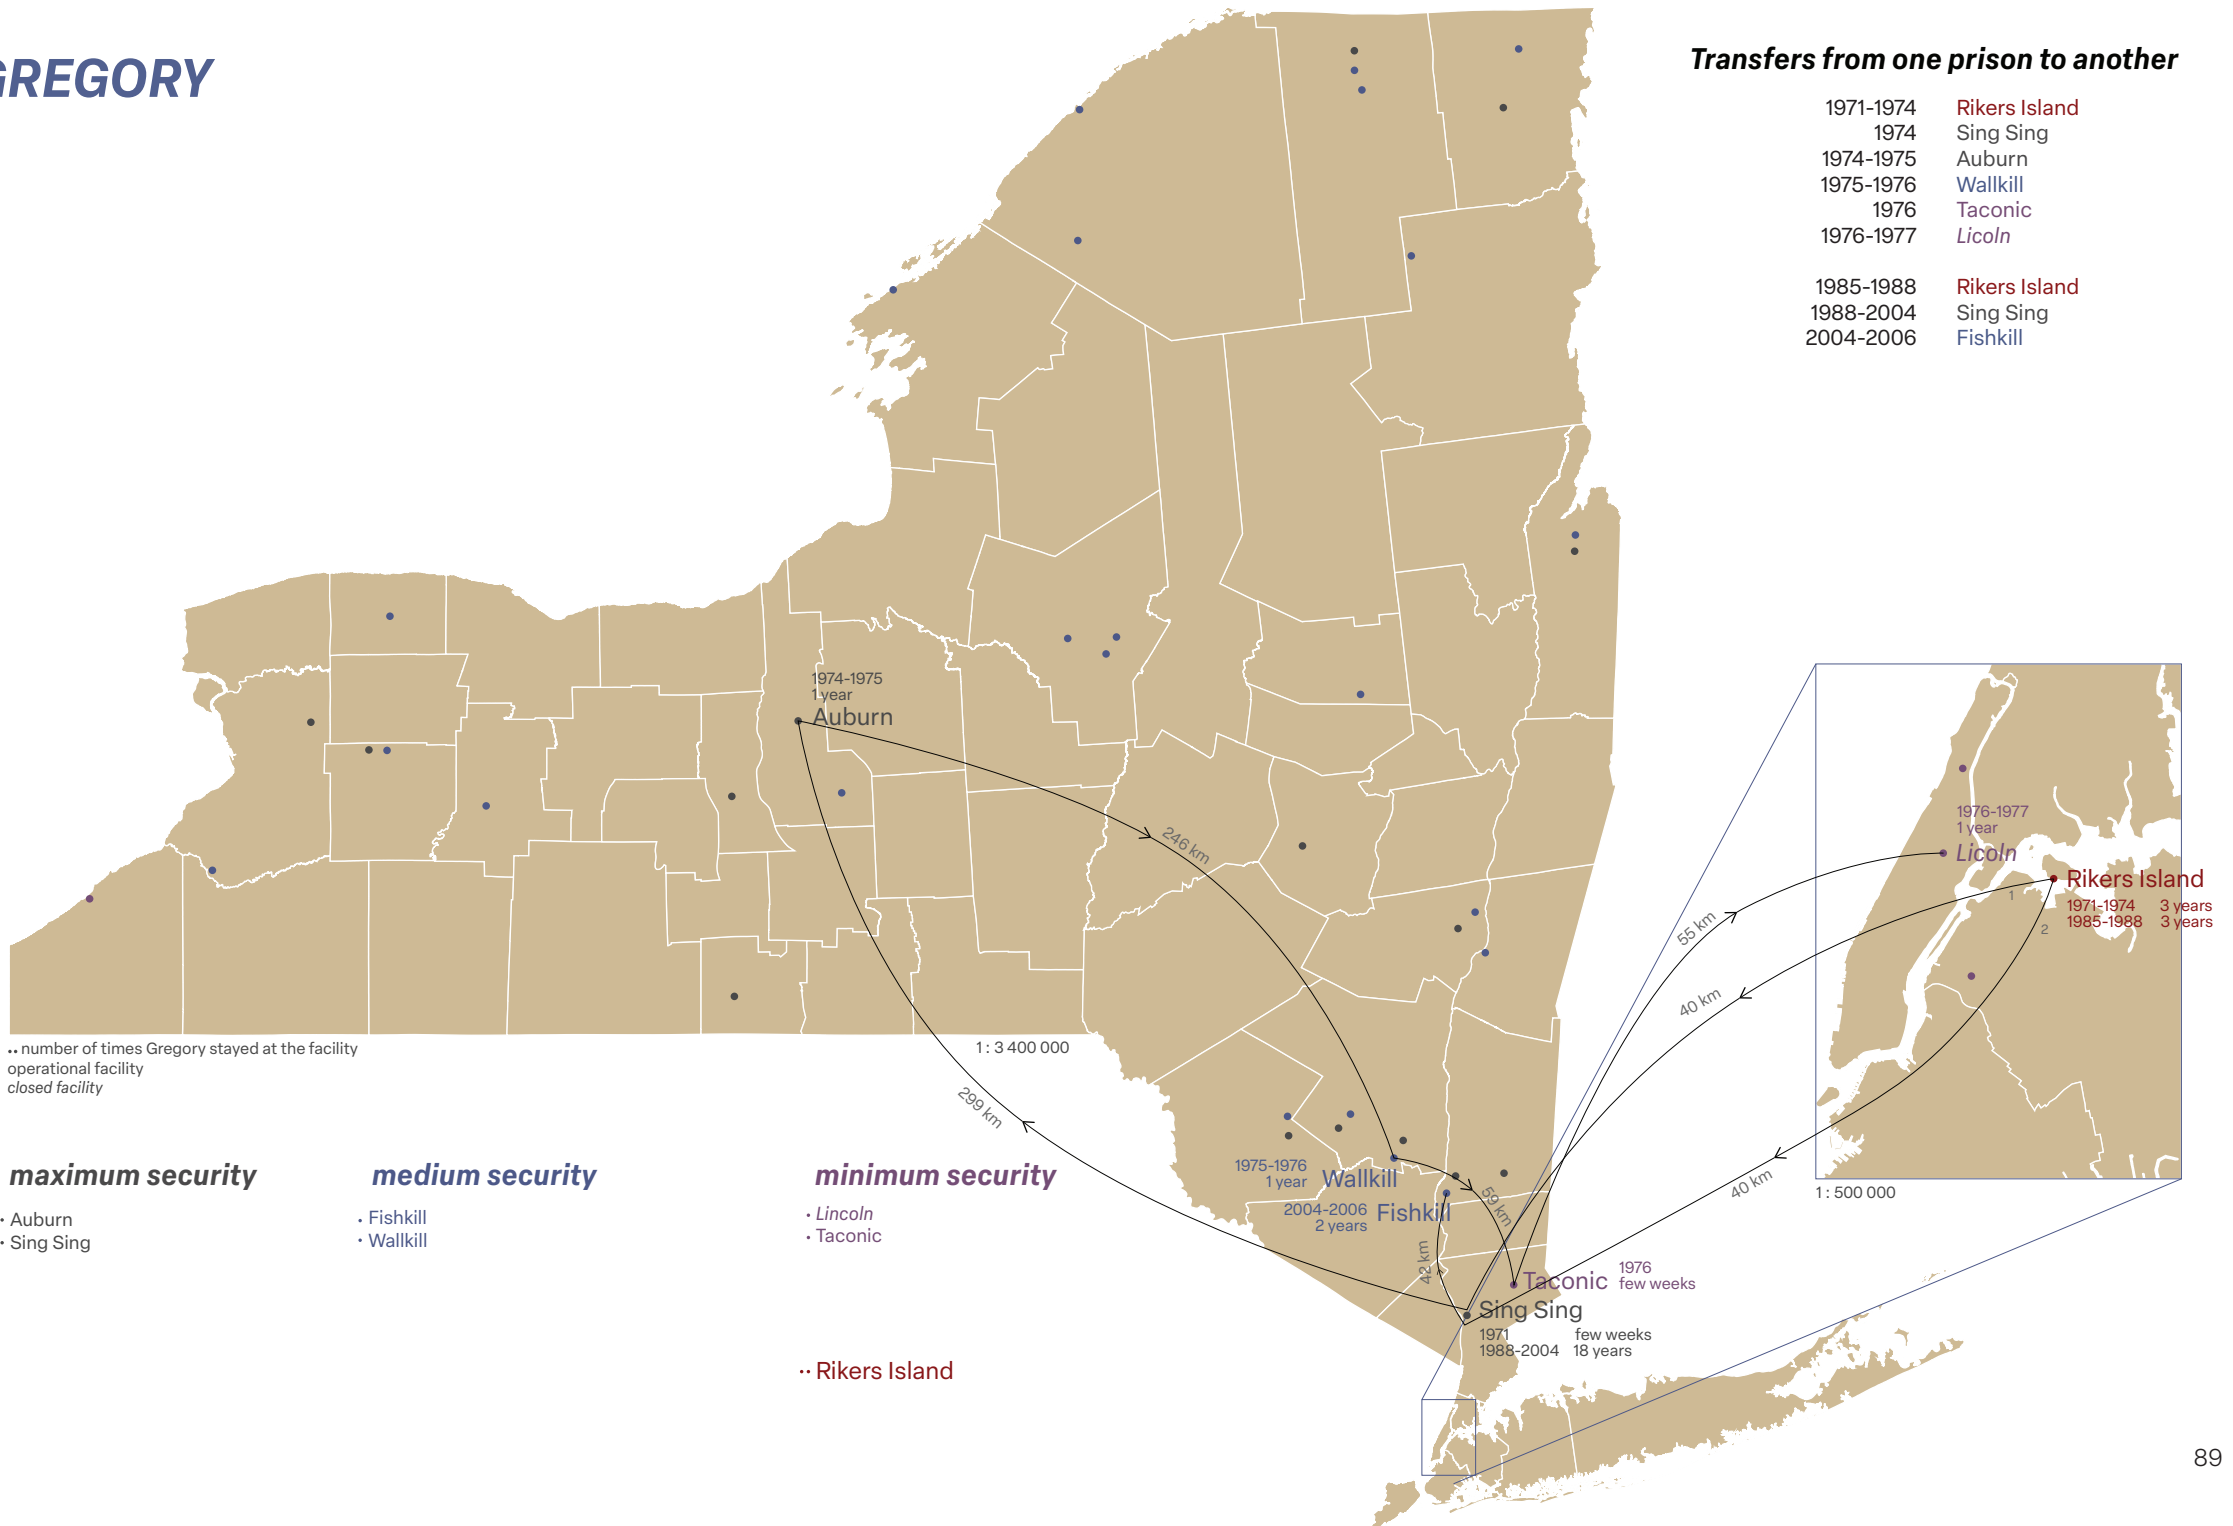 GREGORY
Transfers from one prison to another
1971-1974 Rikers Island
1974 Sing Sing
1974-1975 Auburn
1975-1976 Wallkill
1976 Taconic
1976-1977 Licoln
1985-1988 Rikers Island
1988-2004 Sing Sing
2004-2006 Fishkill
1974-1975
1 year
Auburn
246 km
299 km
1976-1977
1 year
Licoln
Rikers Island
1971-1974 3 years
1985-1988 3 years
1
2
55 km
40 km
40 km
1 : 500 000
1 : 3 400 000
1975-1976
1 year
Wallkill
2004-2006
2 years
Fishkill
59 km
42 km
Taconic
1976
few weeks
Sing Sing
1971 few weeks
1988-2004 18 years
•• number of times Gregory stayed at the facility
operational facility
closed facility
maximum security
• Auburn
• Sing Sing
medium security
• Fishkill
• Wallkill
minimum security
• Lincoln
• Taconic
•• Rikers Island
89